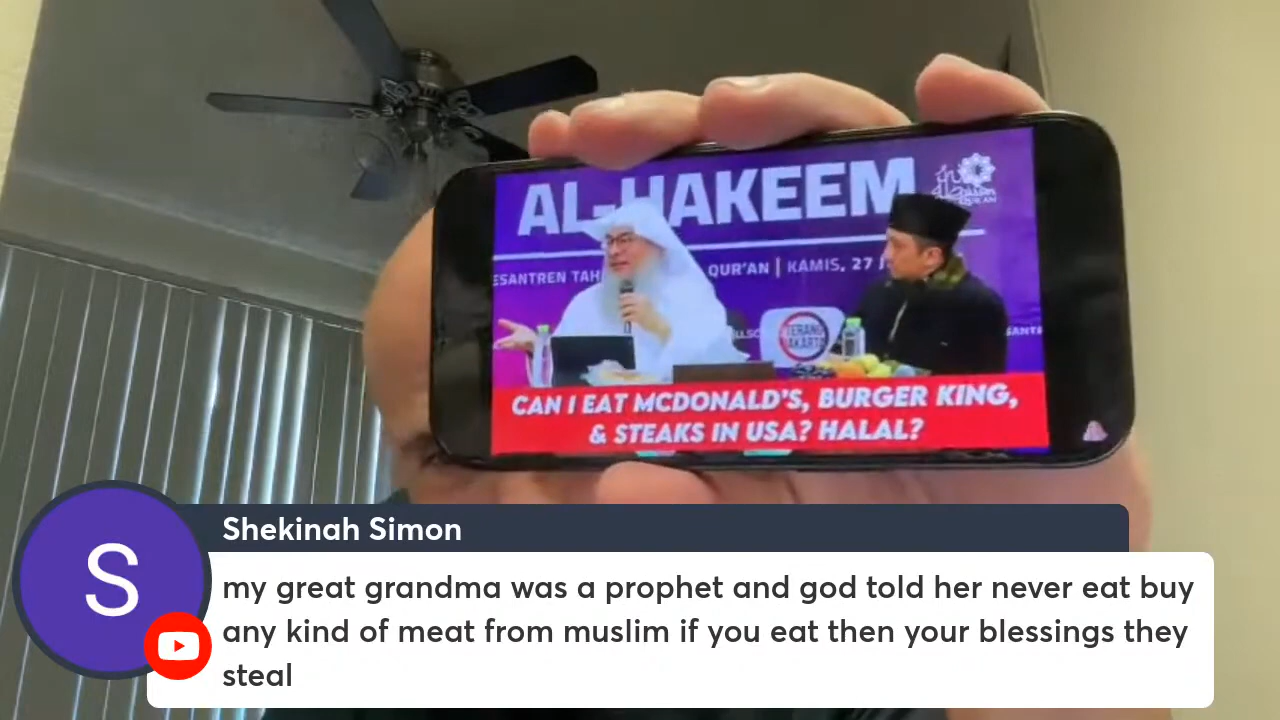 AL-HAKEEM
ESANTREN TAH
QUR'AN | KAMIS, 27
TERANG
JAKARTA
CAN I EAT MCDONALD'S, BURGER KING,
& STEAKS IN USA? HALAL?
S
Shekinah Simon
my great grandma was a prophet and god told her never eat buy
any kind of meat from muslim if you eat then your blessings they
steal